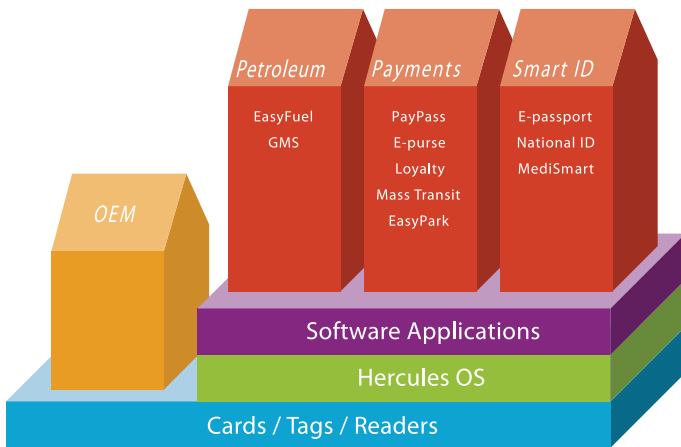 Petroleum
EasyFuel
GMS
Payments
PayPass
E-purse
Loyalty
Mass Transit
EasyPark
Smart ID
E-passport
National ID
MediSmart
OEM
Software Applications
Hercules OS
Cards / Tags / Readers